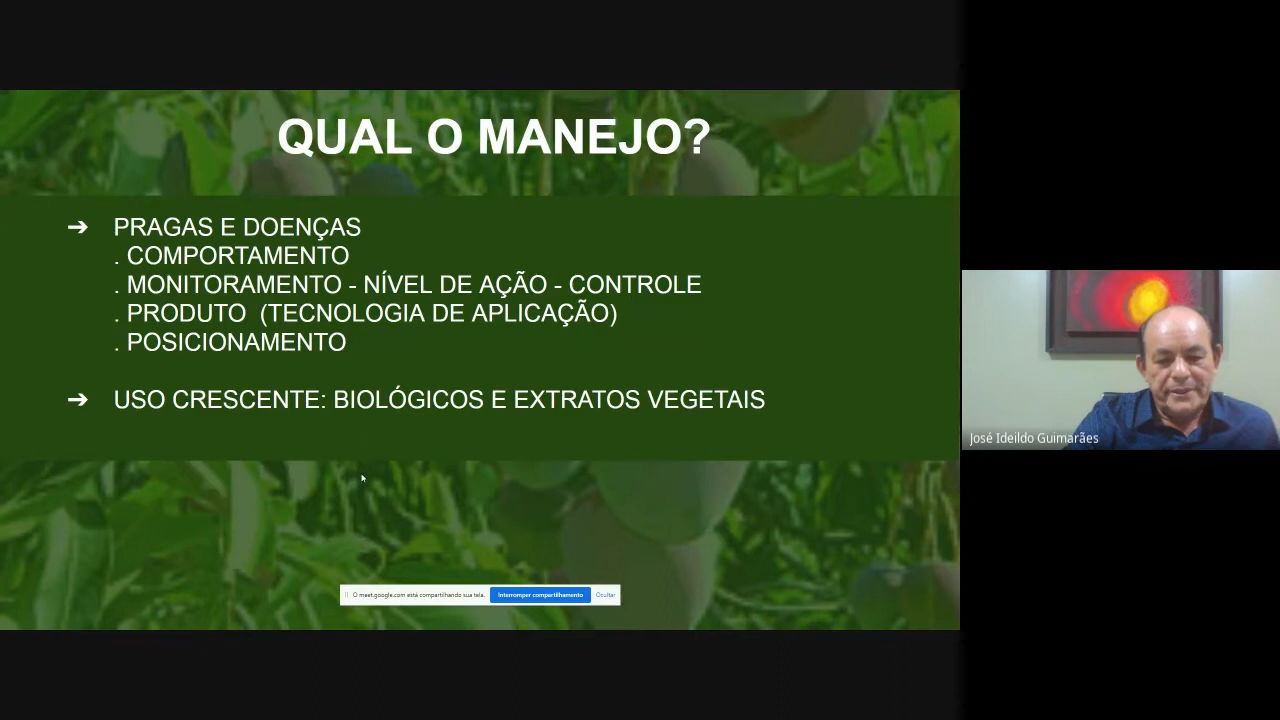 QUAL O MANEJO?
➔ PRAGAS E DOENÇAS
. COMPORTAMENTO
. MONITORAMENTO - NÍVEL DE AÇÃO - CONTROLE
. PRODUTO (TECNOLOGIA DE APLICAÇÃO)
. POSICIONAMENTO
➔ USO CRESCENTE: BIOLÓGICOS E EXTRATOS VEGETAIS
José Ideildo Guimarães
O meet.google.com está compartilhando sua tela. Interromper compartilhamento Ocultar